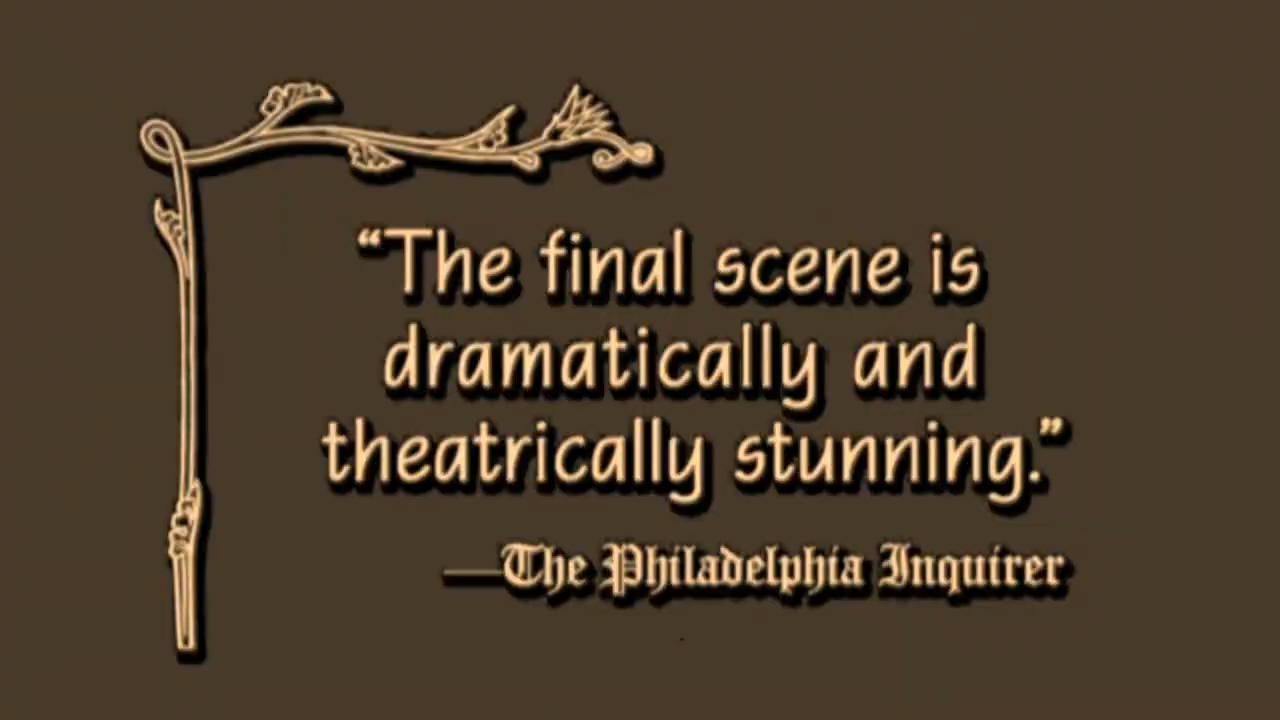 “The final scene is
dramatically and
theatrically stunning.”
—The Philadelphia Inquirer